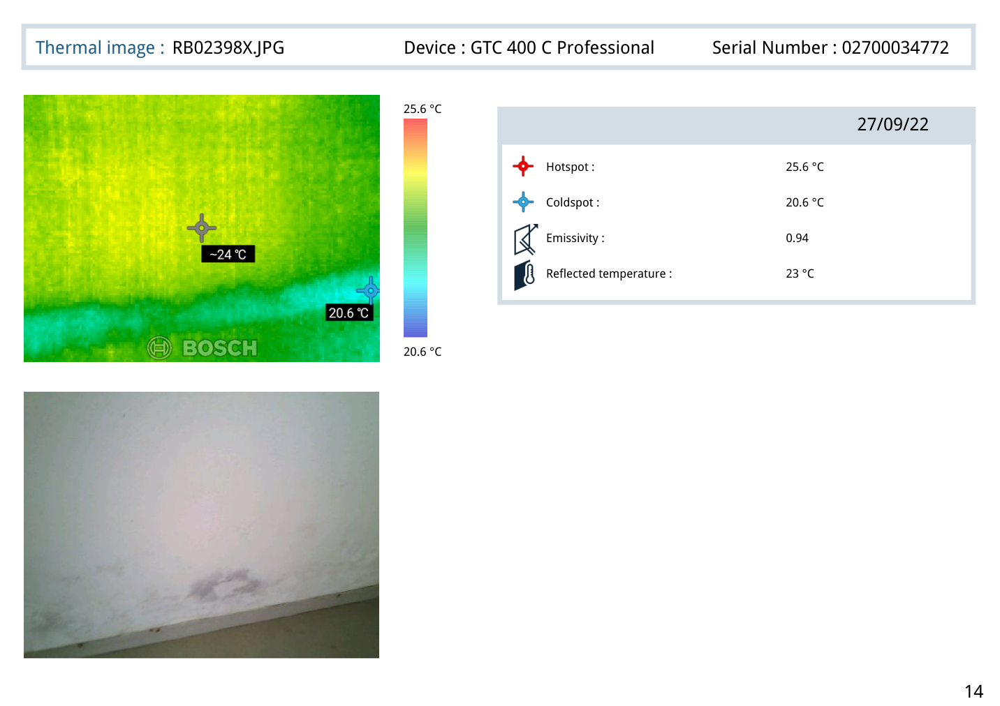 Thermal image : RB02398X.JPG Device : GTC 400 C Professional Serial Number : 02700034772
25.6 °C
27/09/22
Hotspot : 25.6 °C
Coldspot : 20.6 °C
Emissivity : 0.94
~24 °C
Reflected temperature : 23 °C
20.6 °C
BOSCH
20.6 °C
14